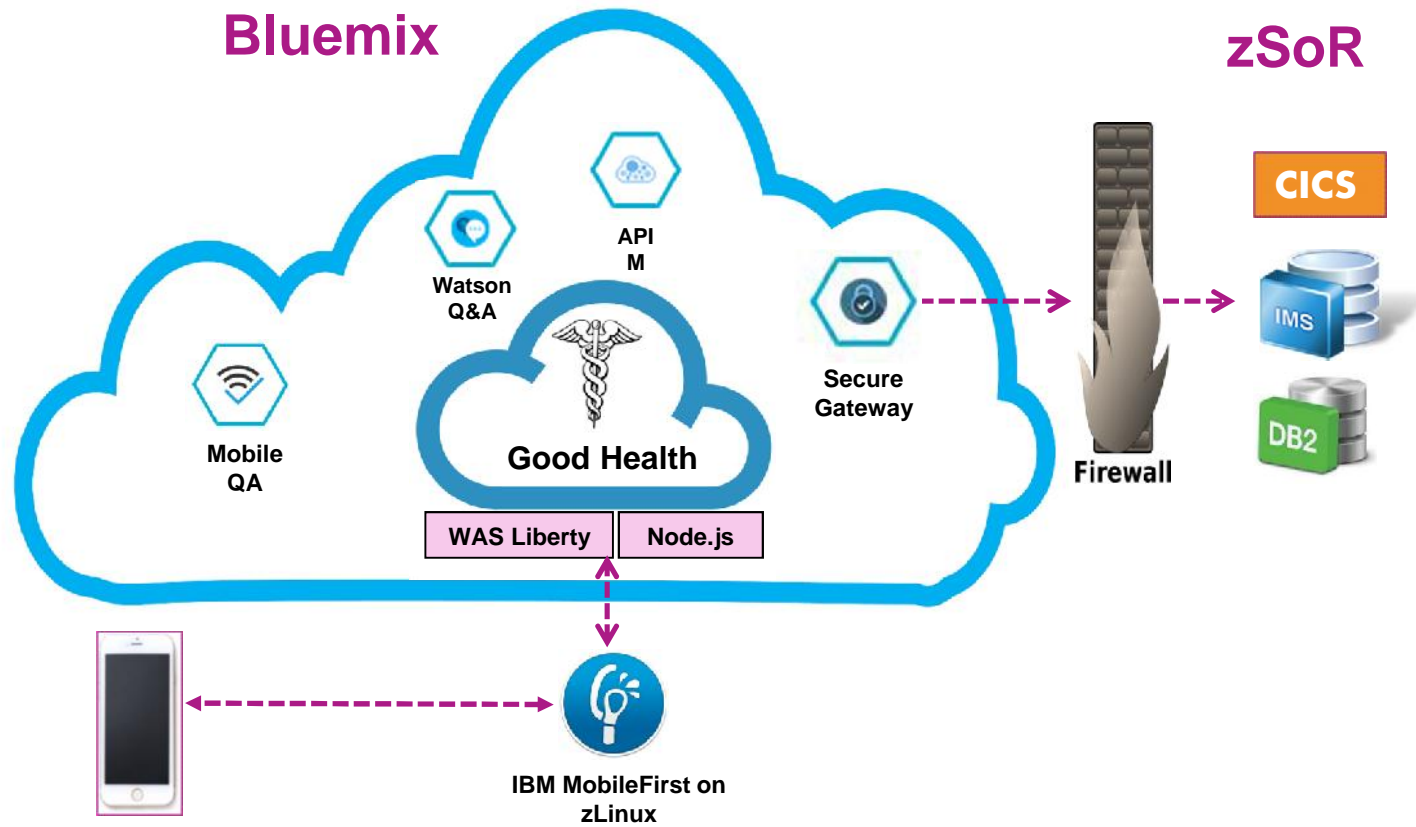 Bluemix
zSoR
API
M
CICS
Watson
Q&A
IMS
Secure
Gateway
Mobile
QA
Good Health
DB2
Firewall
WAS Liberty
Node.js
IBM MobileFirst on
zLinux